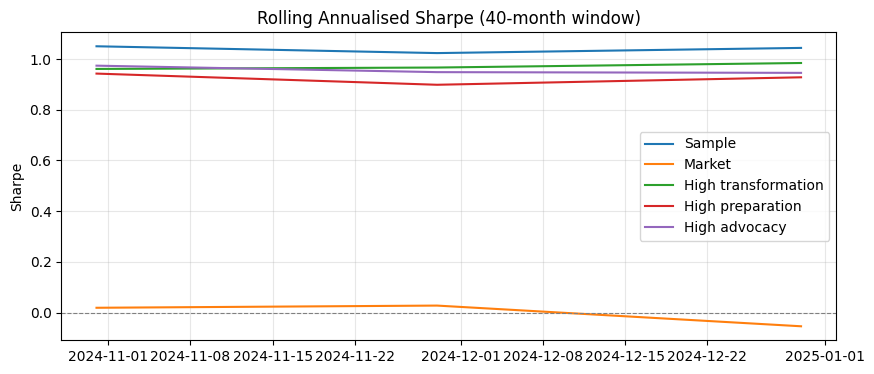 Rolling Annualised Sharpe (40-month window)
Sharpe
1.0
0.8
0.6
0.4
0.2
0.0
Sample
Market
High transformation
High preparation
High advocacy
2024-11-01 2024-11-08 2024-11-15 2024-11-22 2024-12-01 2024-12-08 2024-12-15 2024-12-22 2025-01-01